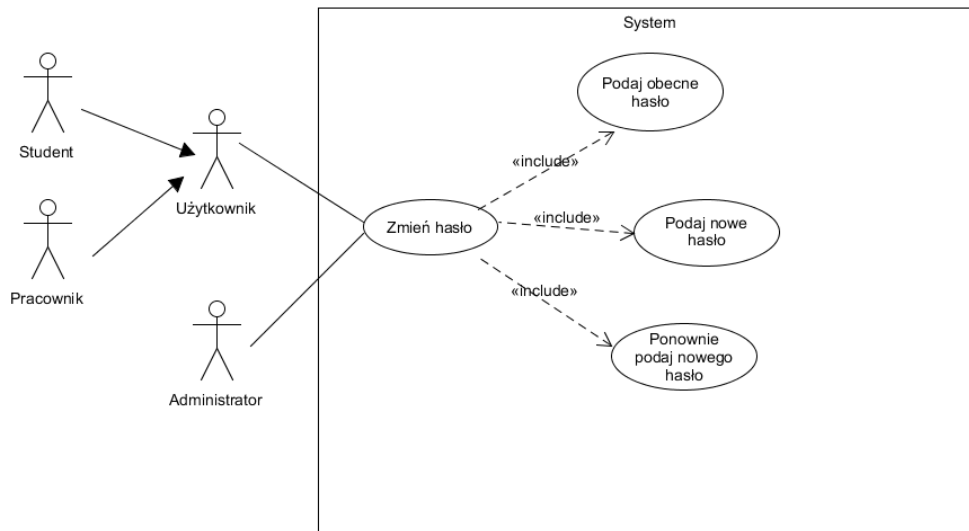 System
Podaj obecne
hasło
Student
Użytkownik
«include»
Zmień hasło
«include»
Podaj nowe
hasło
Pracownik
«include»
Ponownie
podaj nowego
hasło
Administrator